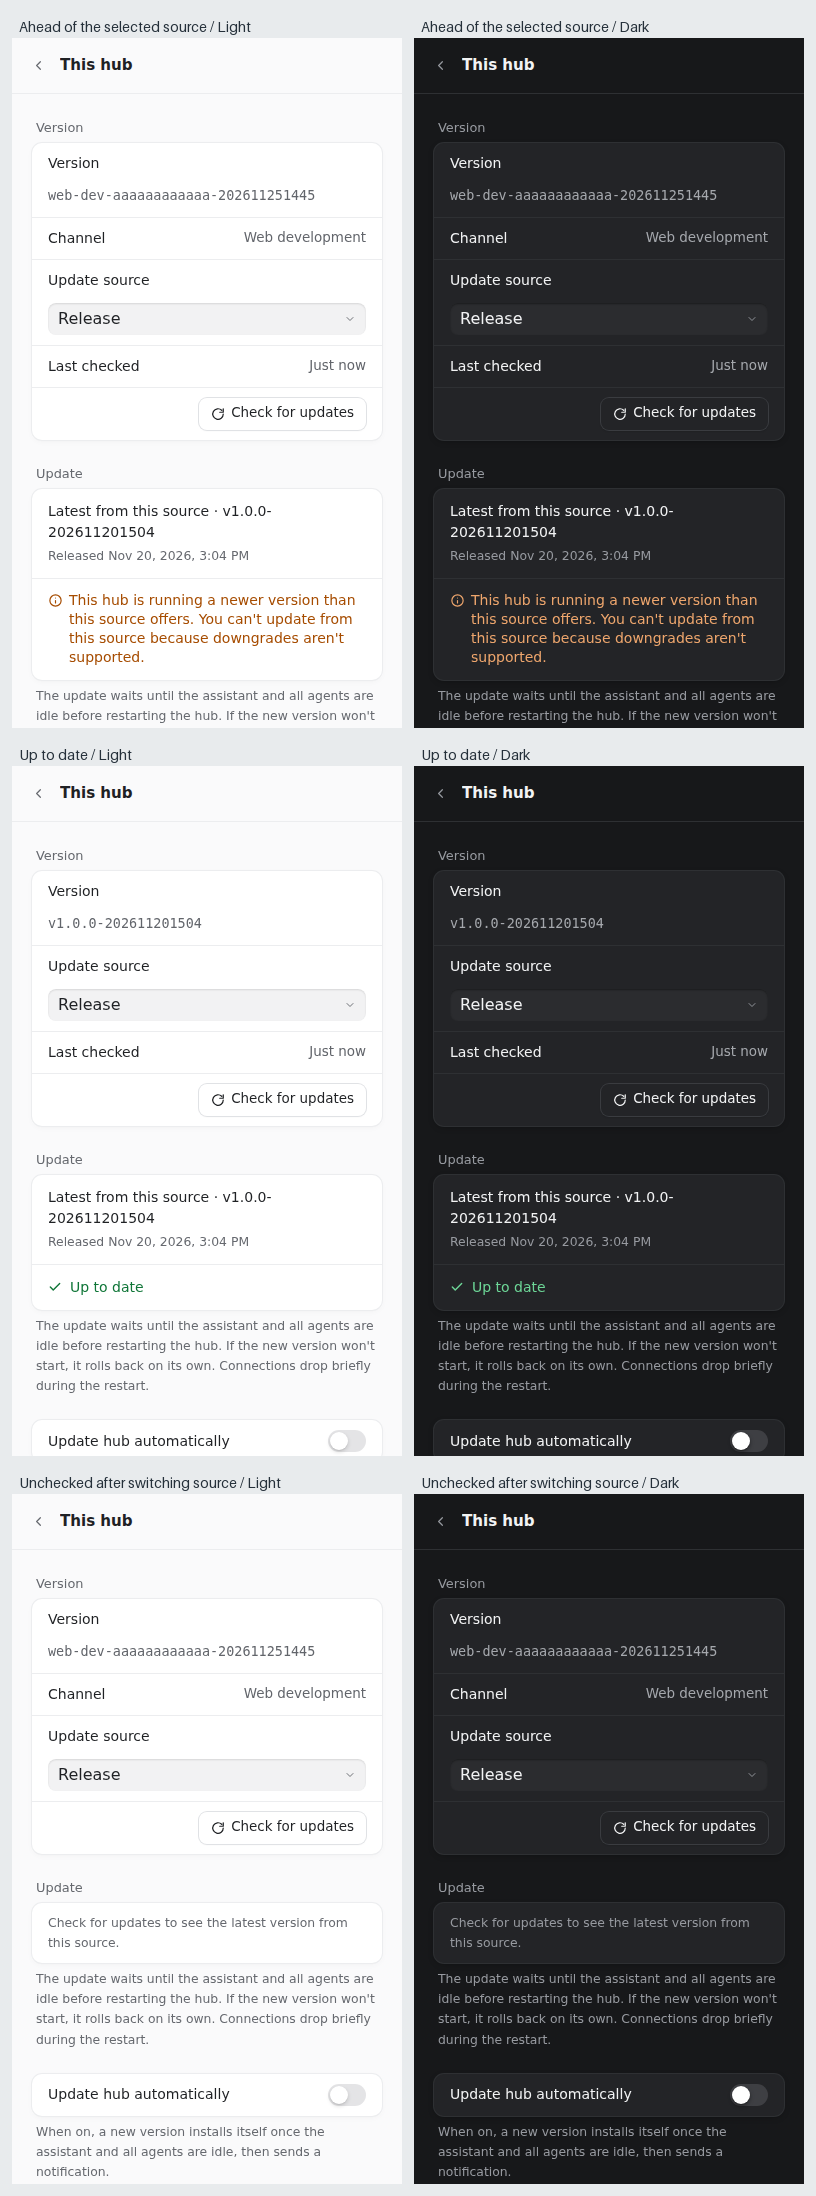 Ahead of the selected source / Light
This hub
Version
Version
web-dev-aaaaaaaaaaaa-202611251445
Channel Web development
Update source
Release
Last checked Just now
Check for updates
Update
Latest from this source · v1.0.0-
202611201504
Released Nov 20, 2026, 3:04 PM
This hub is running a newer version than
this source offers. You can't update from
this source because downgrades aren't
supported.
The update waits until the assistant and all agents are
idle before restarting the hub. If the new version won't
Ahead of the selected source / Dark
This hub
Version
Version
web-dev-aaaaaaaaaaaa-202611251445
Channel Web development
Update source
Release
Last checked Just now
Check for updates
Update
Latest from this source · v1.0.0-
202611201504
Released Nov 20, 2026, 3:04 PM
This hub is running a newer version than
this source offers. You can't update from
this source because downgrades aren't
supported.
The update waits until the assistant and all agents are
idle before restarting the hub. If the new version won't
Up to date / Light
This hub
Version
Version
v1.0.0-202611201504
Update source
Release
Last checked Just now
Check for updates
Update
Latest from this source · v1.0.0-
202611201504
Released Nov 20, 2026, 3:04 PM
Up to date
The update waits until the assistant and all agents are
idle before restarting the hub. If the new version won't
start, it rolls back on its own. Connections drop briefly
during the restart.
Update hub automatically
Up to date / Dark
This hub
Version
Version
v1.0.0-202611201504
Update source
Release
Last checked Just now
Check for updates
Update
Latest from this source · v1.0.0-
202611201504
Released Nov 20, 2026, 3:04 PM
Up to date
The update waits until the assistant and all agents are
idle before restarting the hub. If the new version won't
start, it rolls back on its own. Connections drop briefly
during the restart.
Update hub automatically
Unchecked after switching source / Light
This hub
Version
Version
web-dev-aaaaaaaaaaaa-202611251445
Channel Web development
Update source
Release
Check for updates
Update
Check for updates to see the latest version from
this source.
The update waits until the assistant and all agents are
idle before restarting the hub. If the new version won't
start, it rolls back on its own. Connections drop briefly
during the restart.
Update hub automatically
When on, a new version installs itself once the
assistant and all agents are idle, then sends a
notification.
Unchecked after switching source / Dark
This hub
Version
Version
web-dev-aaaaaaaaaaaa-202611251445
Channel Web development
Update source
Release
Check for updates
Update
Check for updates to see the latest version from
this source.
The update waits until the assistant and all agents are
idle before restarting the hub. If the new version won't
start, it rolls back on its own. Connections drop briefly
during the restart.
Update hub automatically
When on, a new version installs itself once the
assistant and all agents are idle, then sends a
notification.